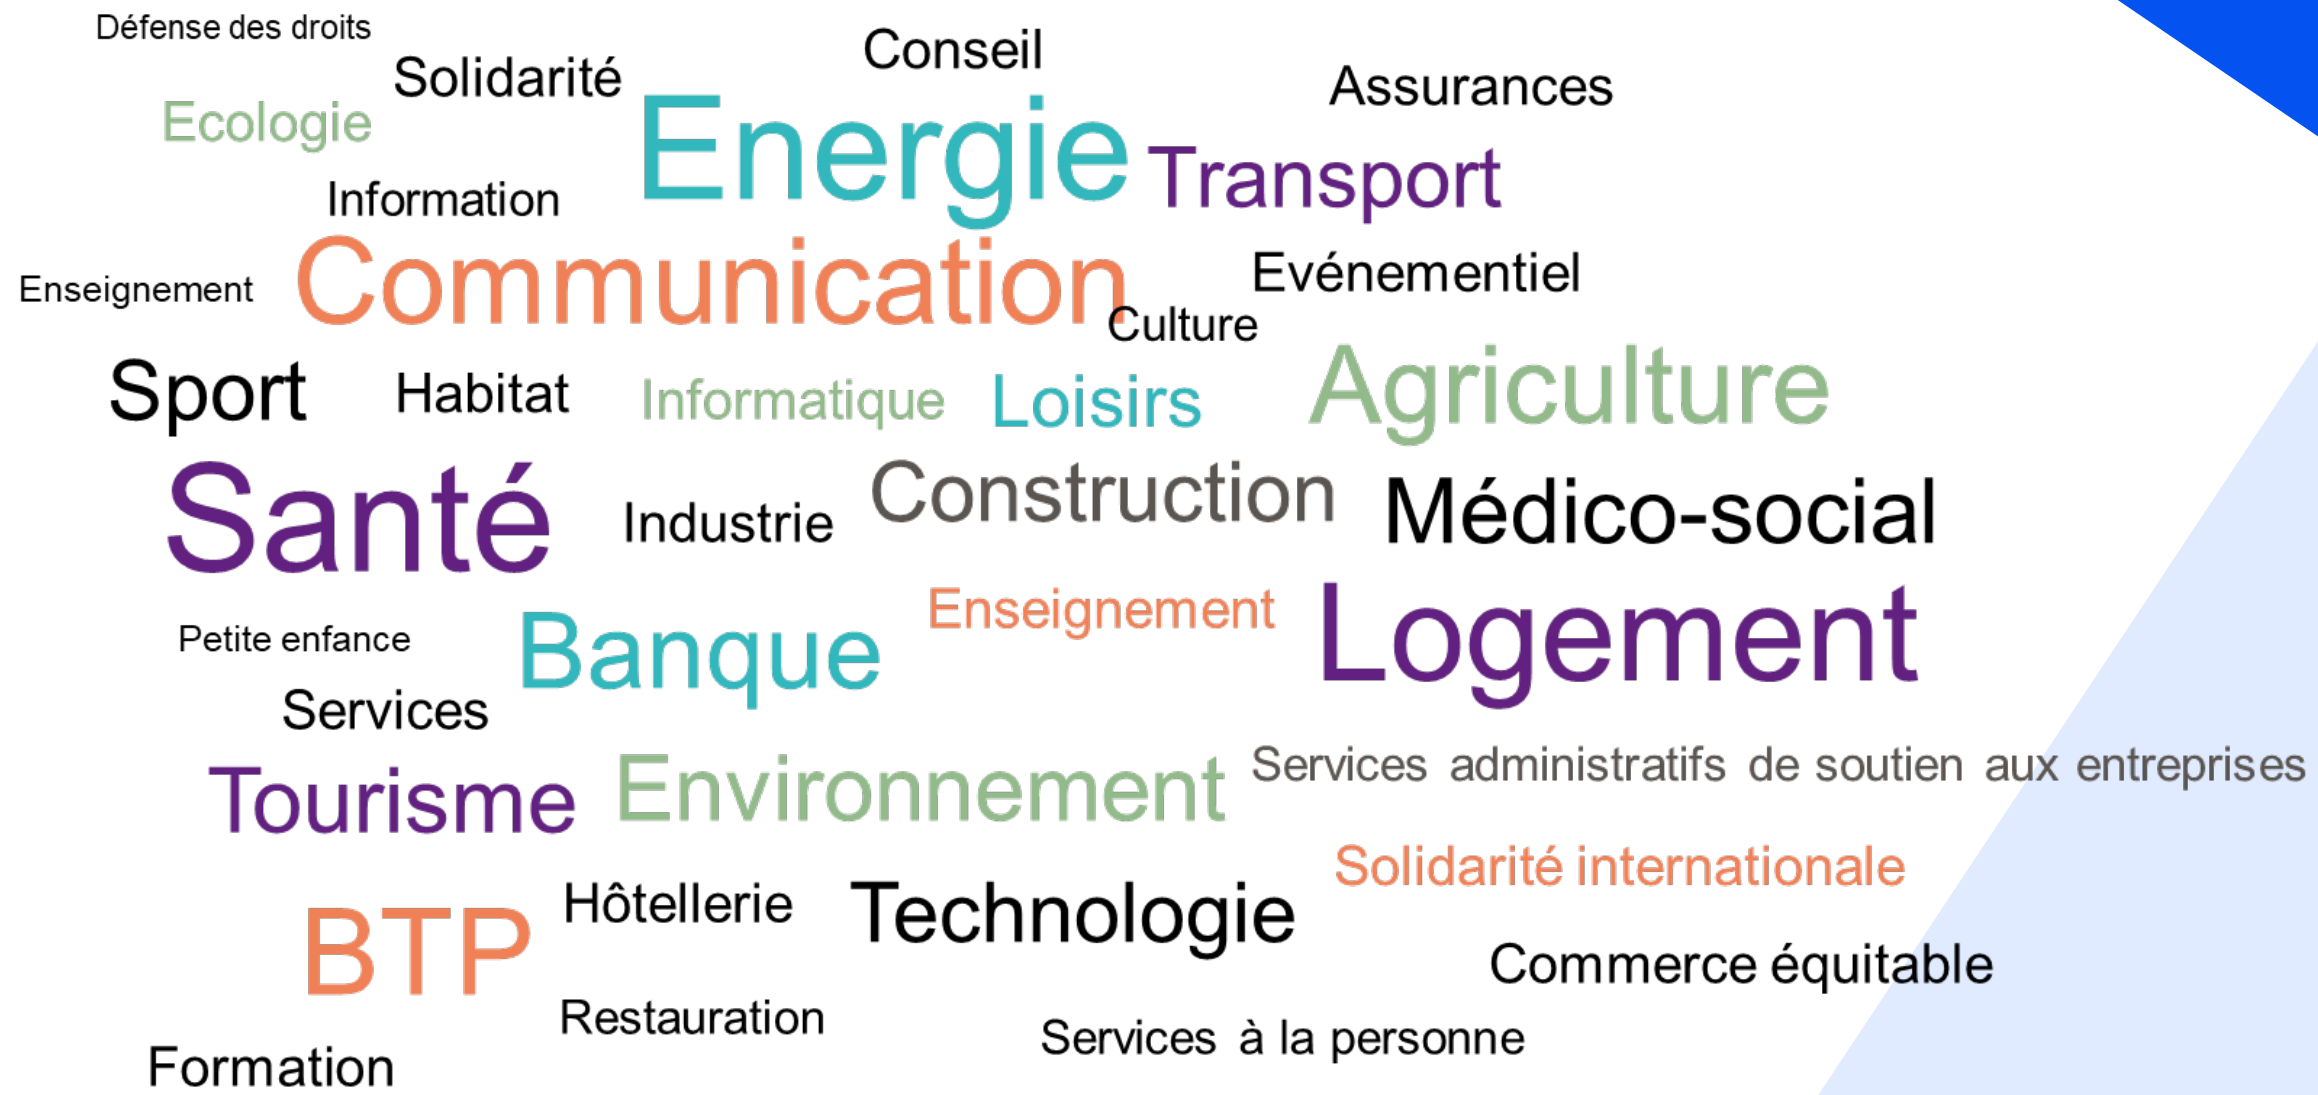 Défense des droits
Conseil
Solidarité
Assurances
Ecologie
Energie
Transport
Information
Communication
Evénementiel
Enseignement
Culture
Sport
Habitat
Informatique
Loisirs
Agriculture
Santé
Industrie
Construction
Médico-social
Enseignement
Logement
Petite enfance
Banque
Services
Tourisme
Environnement
Services administratifs de soutien aux entreprises
Solidarité internationale
BTP
Hôtellerie
Technologie
Commerce équitable
Restauration
Services à la personne
Formation